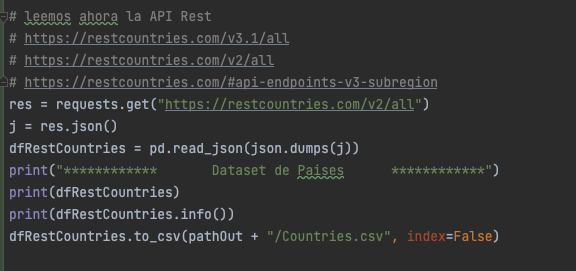 # leemos ahora la API Rest
# https://restcountries.com/v3.1/all
# https://restcountries.com/v2/all
# https://restcountries.com/#api-endpoints-v3-subregion
res = requests.get("https://restcountries.com/v2/all")
j = res.json()
dfRestCountries = pd.read_json(json.dumps(j))
print("************       Dataset de Paises      ************")
print(dfRestCountries)
print(dfRestCountries.info())
dfRestCountries.to_csv(pathOut + "/Countries.csv", index=False)